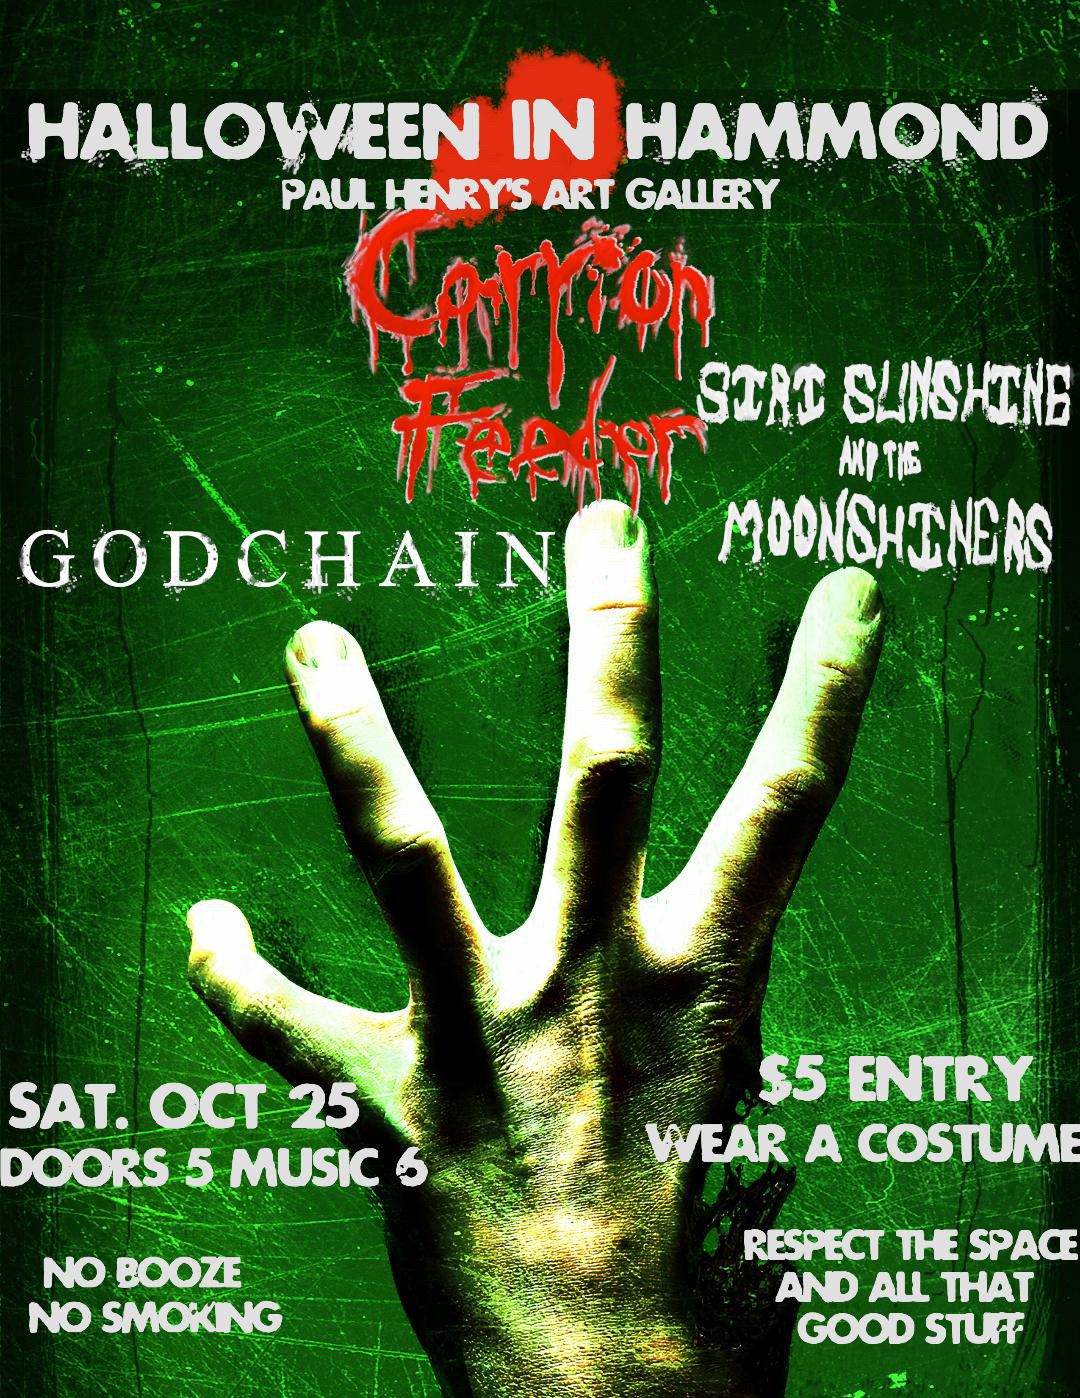 HALLOWEEN IN HAMMOND
PAUL HENRY'S ART GALLERY
Carrion
Feeder
SIRI SUNSHINE
AND THE
MOONSHINERS
GODCHAIN
SAT. OCT 25
DOORS 5 MUSIC 6
$5 ENTRY
WEAR A COSTUME
NO BOOZE
NO SMOKING
RESPECT THE SPACE
AND ALL THAT
GOOD STUFF